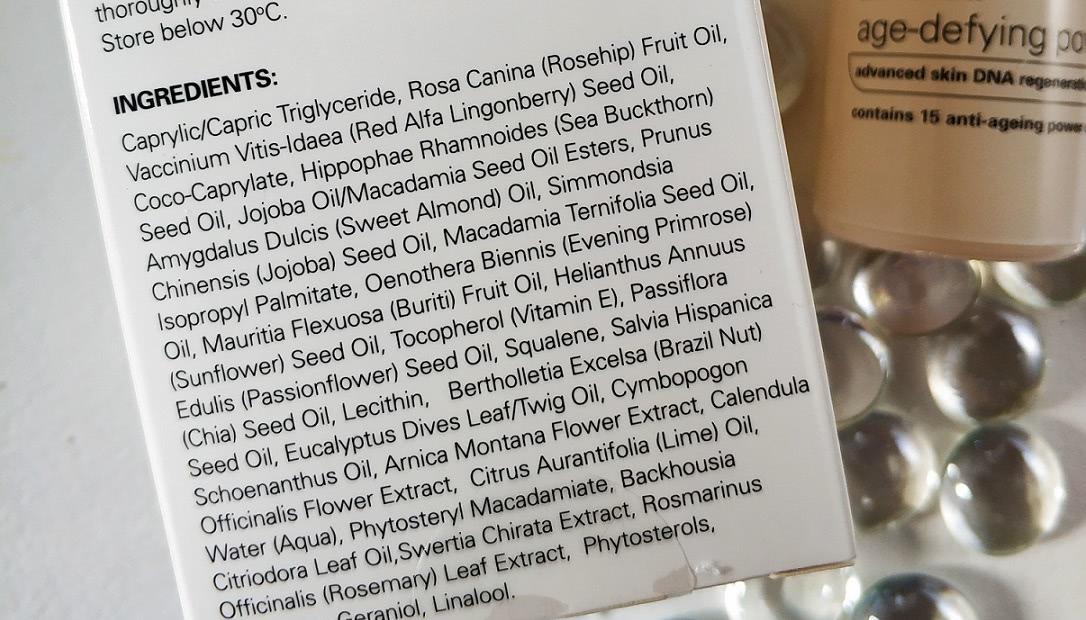 thoroughly
Store below 30ºC.
INGREDIENTS:
Caprylic/Capric Triglyceride, Rosa Canina (Rosehip) Fruit Oil,
Vaccinium Vitis-Idaea (Red Alfa Lingonberry) Seed Oil,
Coco-Caprylate, Hippophae Rhamnoides (Sea Buckthorn)
Seed Oil, Jojoba Oil/Macadamia Seed Oil Esters, Prunus
Amygdalus Dulcis (Sweet Almond) Oil, Simmondsia
Chinensis (Jojoba) Seed Oil, Macadamia Ternifolia Seed Oil,
Isopropyl Palmitate, Oenothera Biennis (Evening Primrose)
Oil, Mauritia Flexuosa (Buriti) Fruit Oil, Helianthus Annuus
(Sunflower) Seed Oil, Tocopherol (Vitamin E), Passiflora
Edulis (Passionflower) Seed Oil, Squalene, Salvia Hispanica
(Chia) Seed Oil, Lecithin, Bertholletia Excelsa (Brazil Nut)
Seed Oil, Eucalyptus Dives Leaf/Twig Oil, Cymbopogon
Schoenanthus Oil, Arnica Montana Flower Extract, Calendula
Officinalis Flower Extract, Citrus Aurantifolia (Lime) Oil,
Water (Aqua), Phytosteryl Macadamiate, Backhousia
Citriodora Leaf Oil,Swertia Chirata Extract, Rosmarinus
Officinalis (Rosemary) Leaf Extract, Phytosterols,
Geraniol, Linalool.
age-defying
advanced skin DNA
contains 15 anti-ageing power